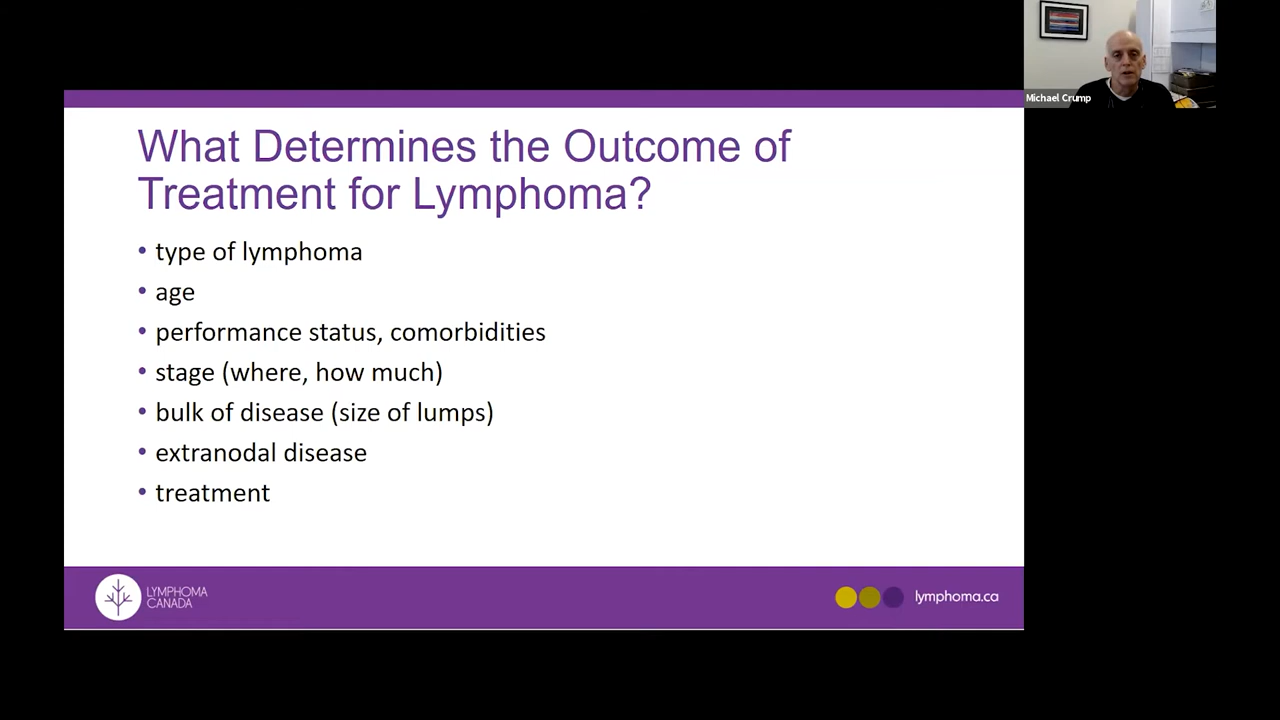 Michael Crump
What Determines the Outcome of
Treatment for Lymphoma?
• type of lymphoma
• age
• performance status, comorbidities
• stage (where, how much)
• bulk of disease (size of lumps)
• extranodal disease
• treatment
LYMPHOMA
CANADA
lymphoma.ca